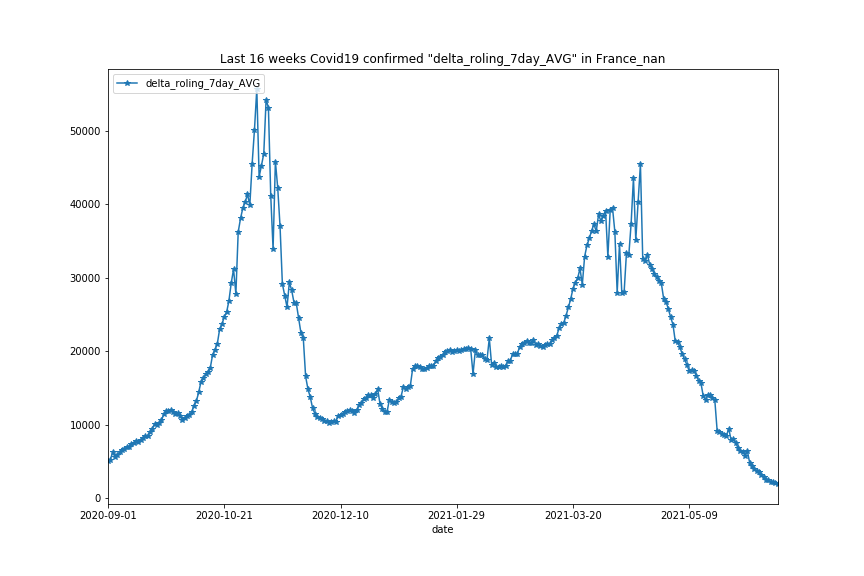 Last 16 weeks Covid19 confirmed "delta_roling_7day_AVG" in France_nan
delta_roling_7day_AVG
50000
40000
30000
20000
10000
0
2020-09-01 2020-10-21 2020-12-10 2021-01-29 2021-03-20 2021-05-09
date